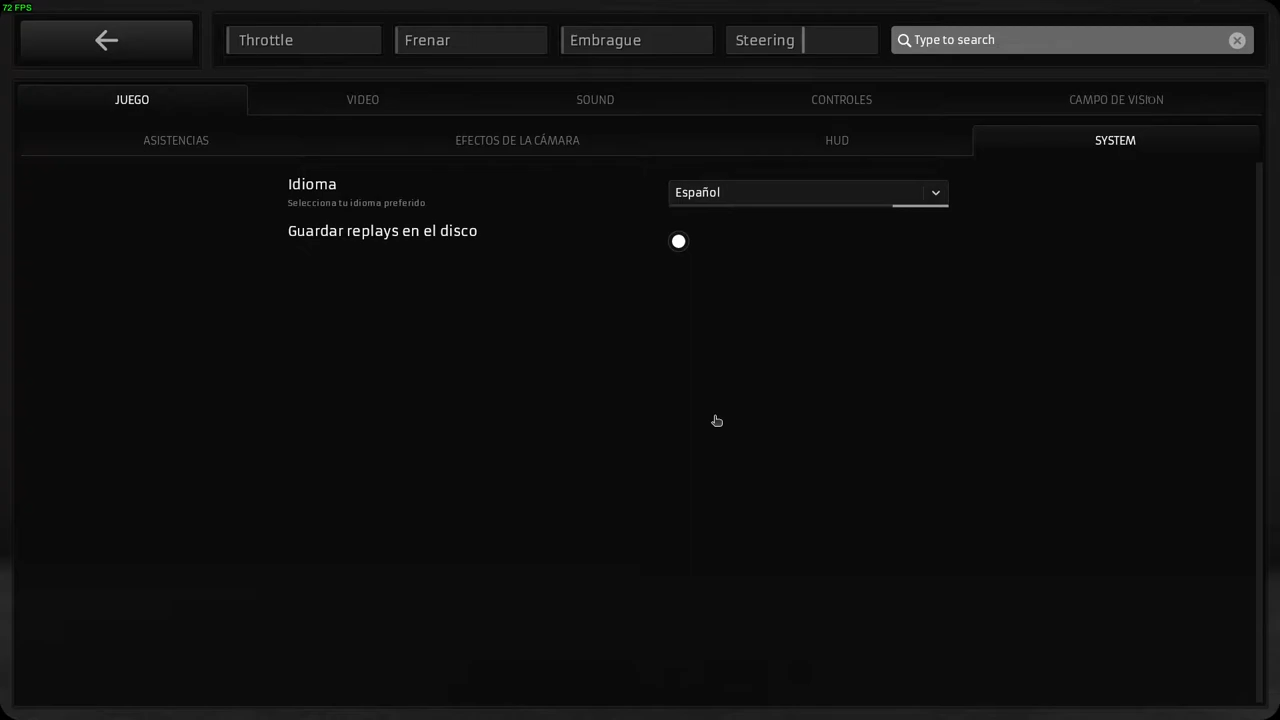 72 FPS
Throttle
Frenar
Embrague
Steering
Type to search
JUEGO
VIDEO
SOUND
CONTROLES
CAMPO DE VISIÓN
ASISTENCIAS
EFECTOS DE LA CÁMARA
HUD
SYSTEM
Idioma
Español
Selecciona tu idioma preferido
Guardar replays en el disco